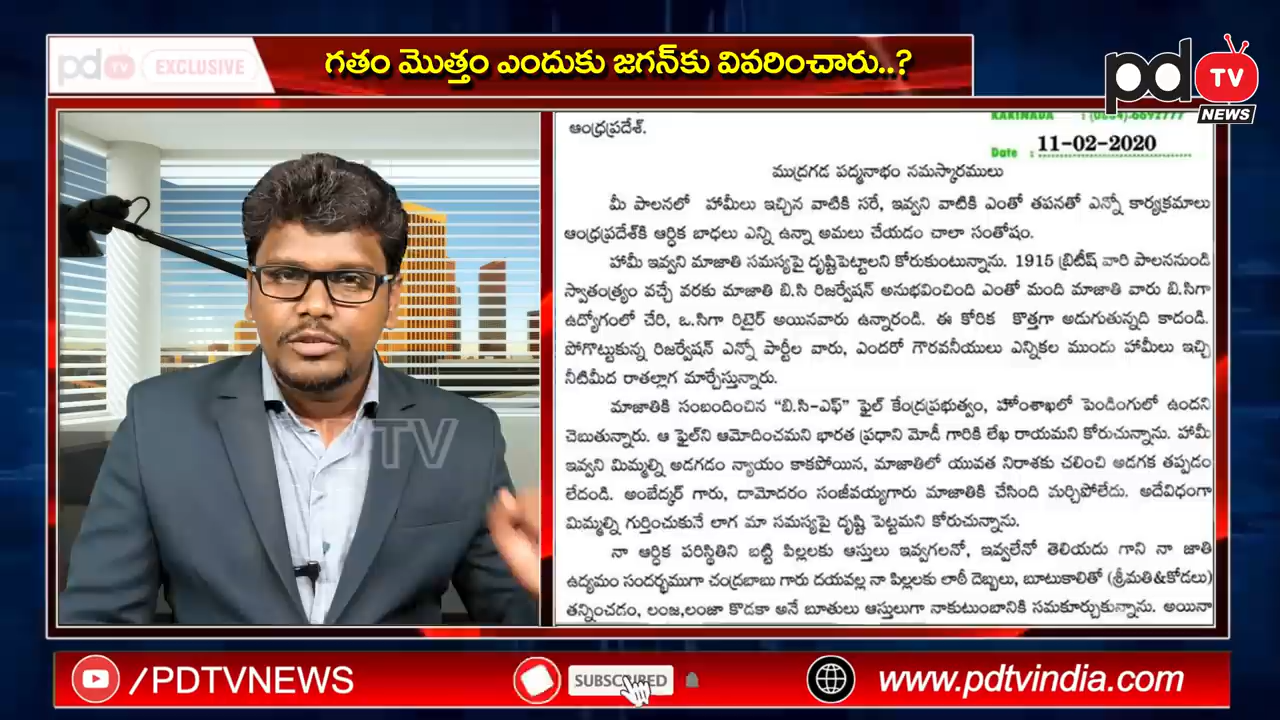 pd TV EXCLUSIVE
గతం మొత్తం ఎందుకు జగన్‌కు వివరించారు..?
pd TV NEWS
KAKINADA
ఆంధ్రప్రదేశ్.
Date : 11-02-2020
ముద్రగడ పద్మనాభం నమస్కారములు
మీ పాలనలో హామీలు ఇచ్చిన వాటికి సరే, ఇవ్వని వాటికి ఎంతో తపనతో ఎన్నో కార్యక్రమాలు
ఆంధ్రప్రదేశ్‌కి ఆర్ధిక బాధలు ఎన్ని ఉన్నా అమలు చేయడం చాలా సంతోషం.
హామీ ఇవ్వని మాజాతి సమస్యపై దృష్టిపెట్టాలని కోరుకుంటున్నాను. 1915 బ్రిటీష్ వారి పాలననుండి
స్వాతంత్ర్యం వచ్చే వరకు మాజాతి బి.సి రిజర్వేషన్ అనుభవించింది ఎంతో మంది మాజాతి వారు బి.సిగా
ఉద్యోగంలో చేరి, ఒ.సిగా రిటైర్ అయినవారు ఉన్నారండి. ఈ కోరిక కొత్తగా అడుగుతున్నది కాదండి.
పోగొట్టుకున్న రిజర్వేషన్ ఎన్నో పార్టీల వారు, ఎందరో గౌరవనీయులు ఎన్నికల ముందు హామీలు ఇచ్చి
నీటిమీద రాతల్లాగ మార్చేస్తున్నారు.
మాజాతికి సంబందించిన “బి.సి-ఎఫ్” ఫైల్ కేంద్రప్రభుత్వం, హోంశాఖలో పెండింగులో ఉందని
చెబుతున్నారు. ఆ ఫైల్‌ని ఆమోదించమని భారత ప్రధాని మోడీ గారికి లేఖ రాయమని కోరుచున్నాను. హామీ
ఇవ్వని మిమ్మల్ని అడగడం న్యాయం కాకపోయిన, మాజాతిలో యువత నిరాశకు చలించి అడగక తప్పడం
లేదండి. అంబేద్కర్ గారు, దామోదరం సంజీవయ్యగారు మాజాతికి చేసింది మర్చిపోలేదు. అదేవిధంగా
మిమ్మల్ని గుర్తించుకునే లాగ మా సమస్యపై దృష్టి పెట్టమని కోరుచున్నాను.
నా ఆర్ధిక పరిస్థితిని బట్టి పిల్లలకు ఆస్తులు ఇవ్వగలనో, ఇవ్వలేనో తెలియదు గాని నా జాతి
ఉద్యమం సందర్భముగా చంద్రబాబు గారు దయవల్ల నా పిల్లలకు లాఠీ దెబ్బలు, బూటుకాలితో (శ్రీమతి&కోడలు)
తన్నించడం, లంజ,లంజా కొడకా అనే బూతులు ఆస్తులుగా నాకుటుంబానికి సమకూర్చుకున్నాను. అయినా
PDTV
/PDTVNEWS
SUBSCRIBED
www.pdtvindia.com